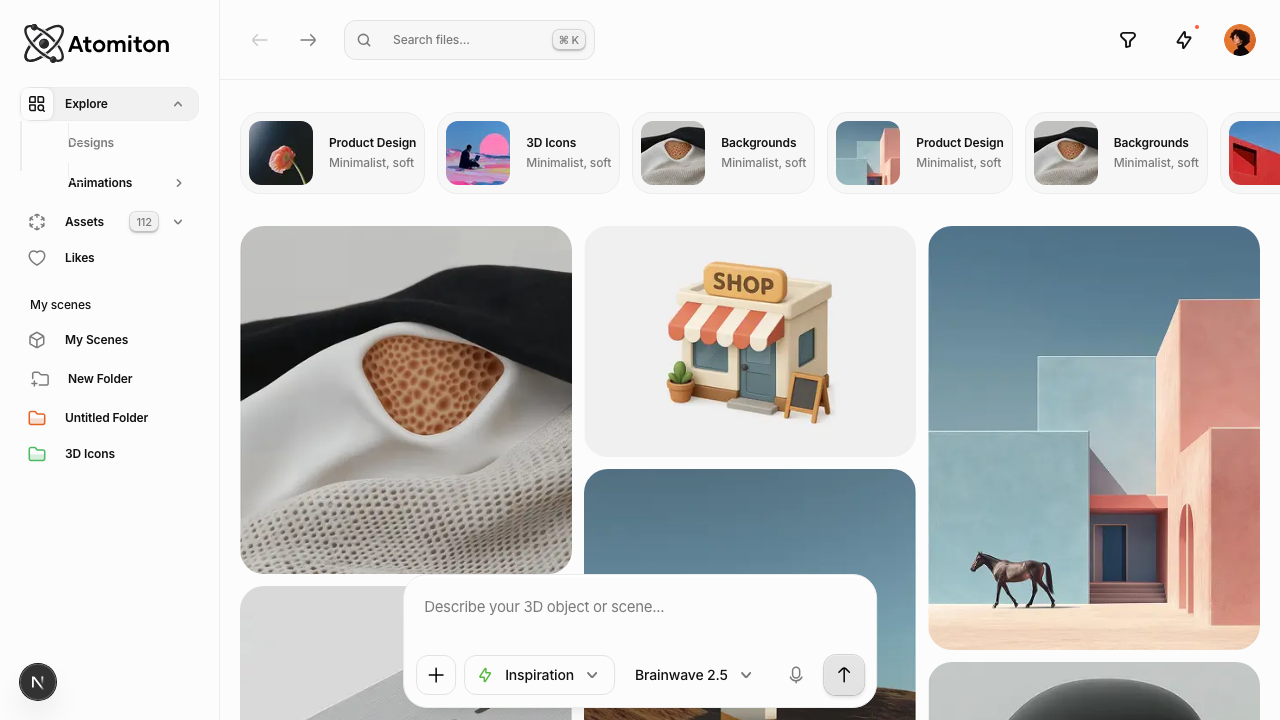 Atomiton
Search files...
⌘ K
Explore
Designs
Animations
Assets
112
Likes
My scenes
My Scenes
New Folder
Untitled Folder
3D Icons
Product Design
Minimalist, soft
3D Icons
Minimalist, soft
Backgrounds
Minimalist, soft
Product Design
Minimalist, soft
Backgrounds
Minimalist, soft
SHOP
Describe your 3D object or scene...
Inspiration
Brainwave 2.5
N